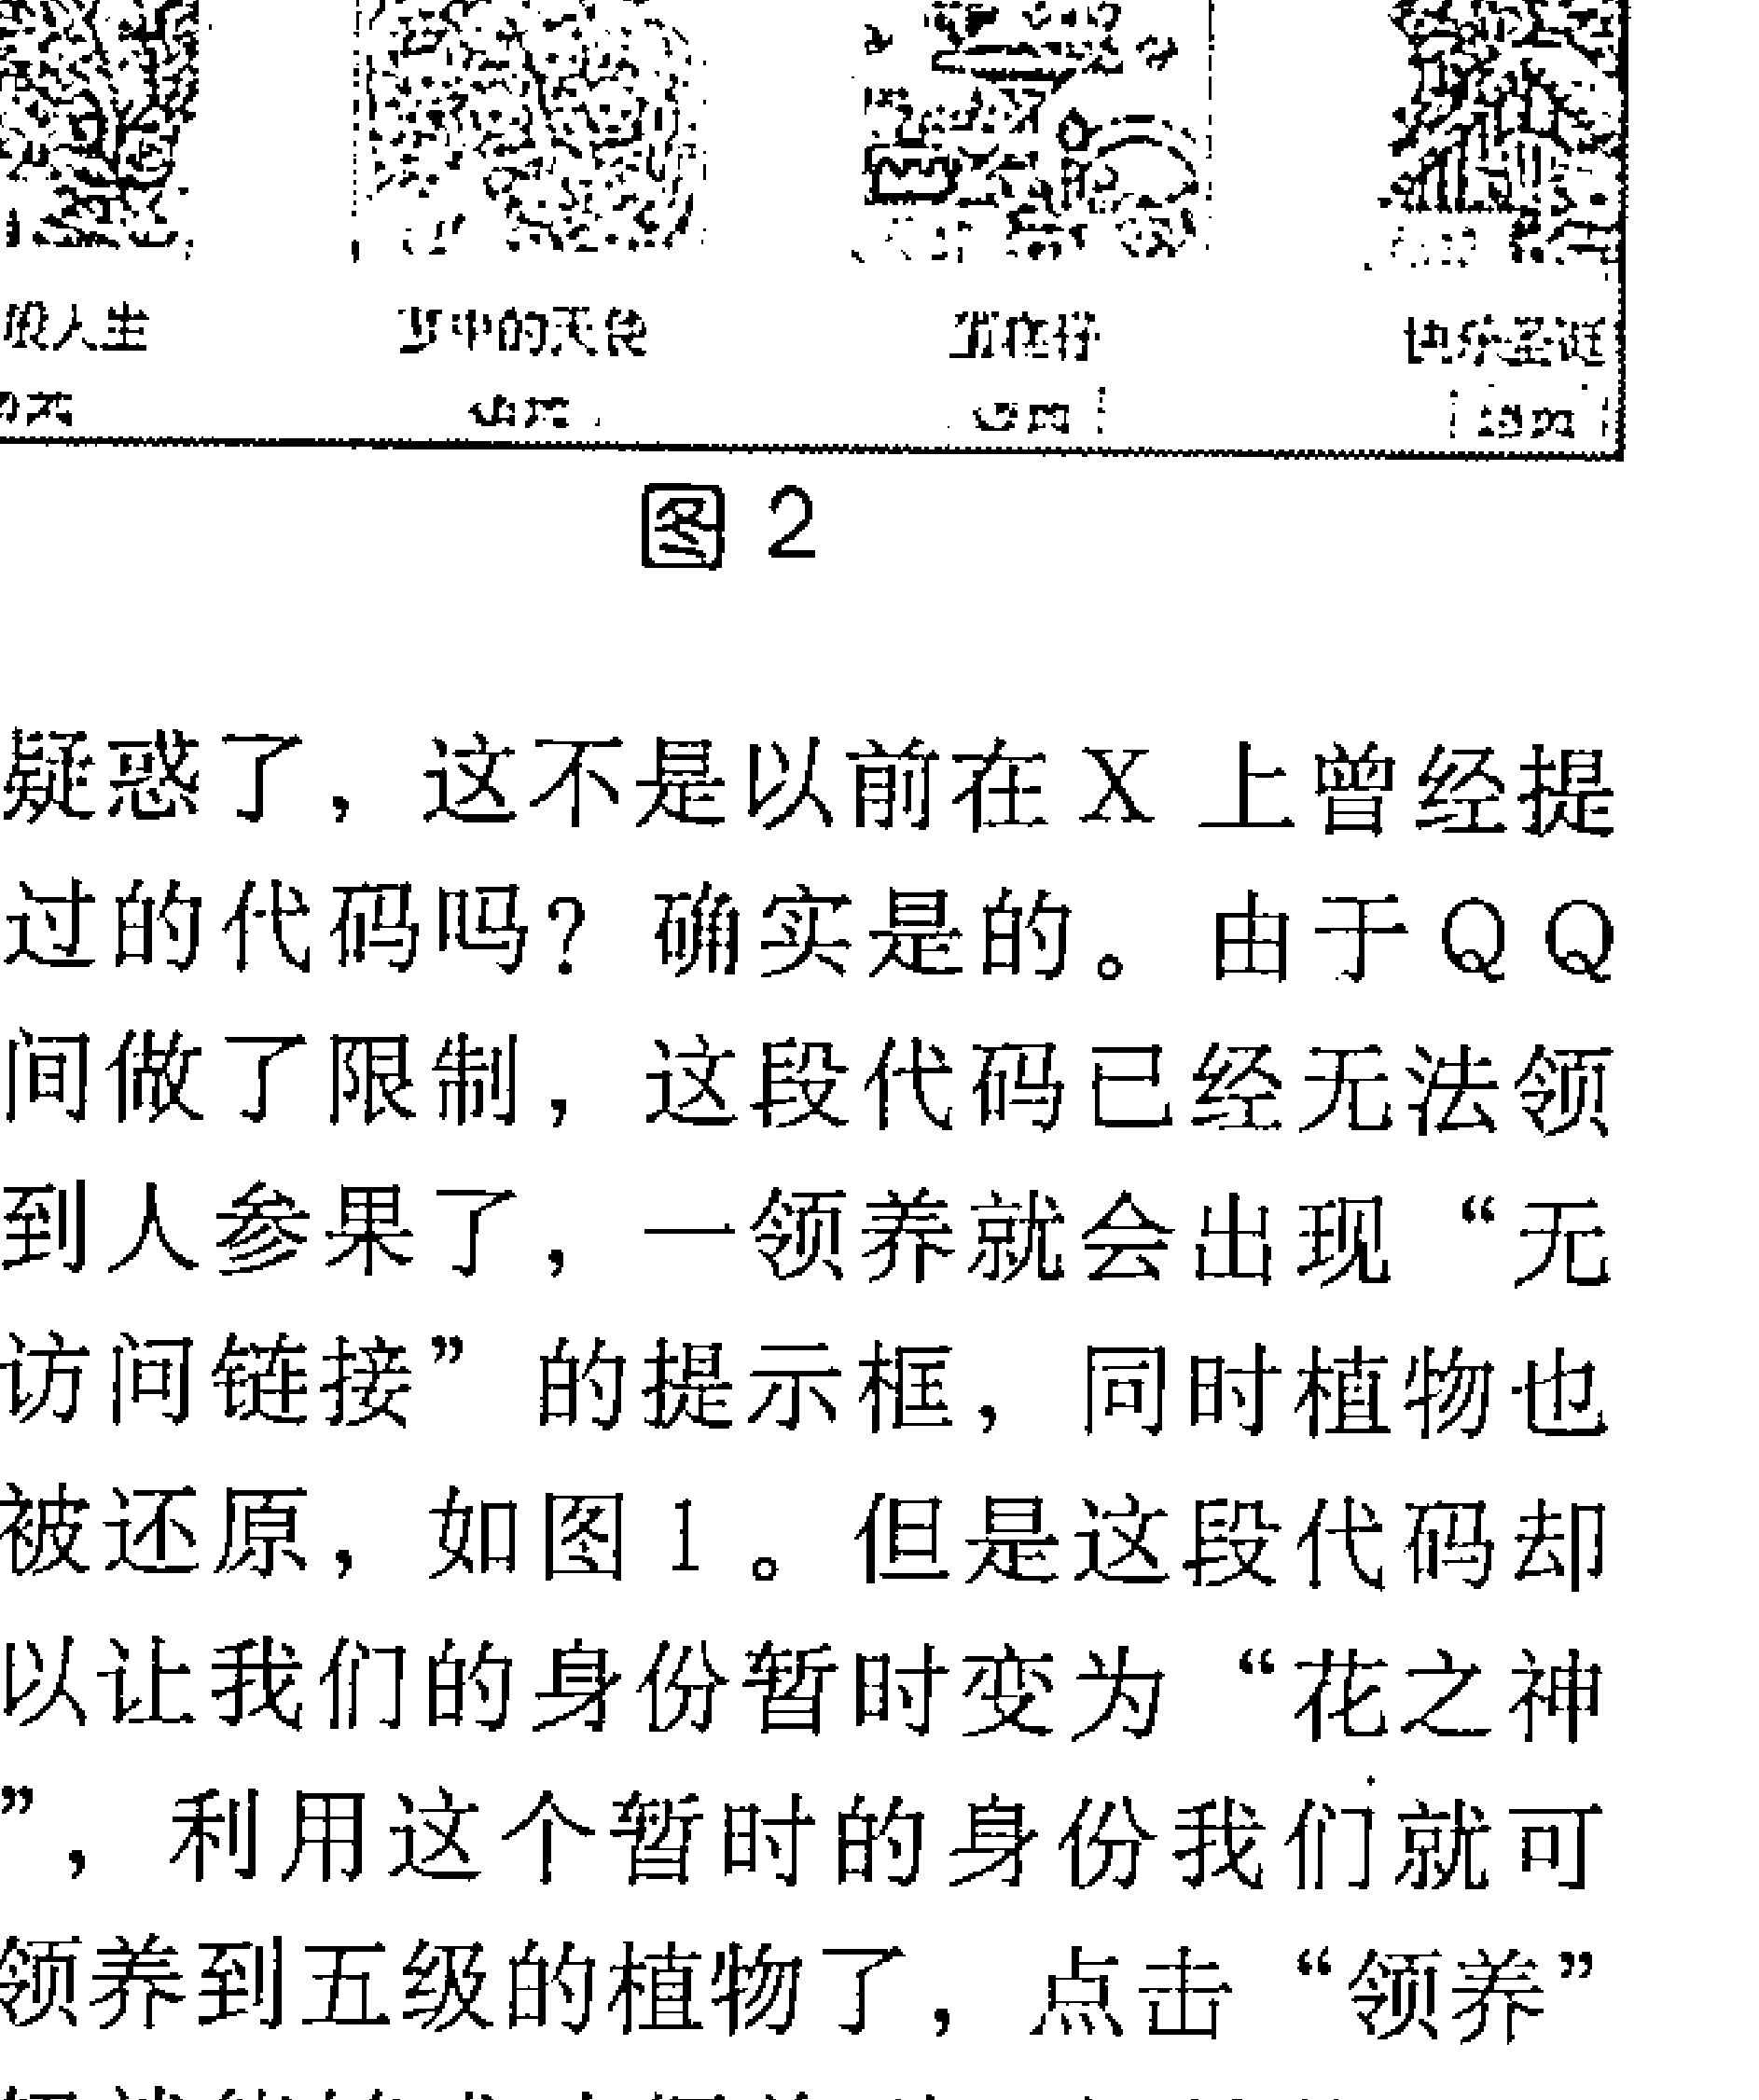 人生
中的天使
圣诞
图 2
疑惑了，这不是以前在 X 上曾经提
过的代码吗？确实是的。由于QQ
间做了限制，这段代码已经无法领
到人参果了，一领养就会出现“无
访问链接”的提示框，同时植物也
被还原，如图 1。但是这段代码却
以让我们的身份暂时变为“花之神
”，利用这个暂时的身份我们就可
领养到五级的植物了，点击“领养”